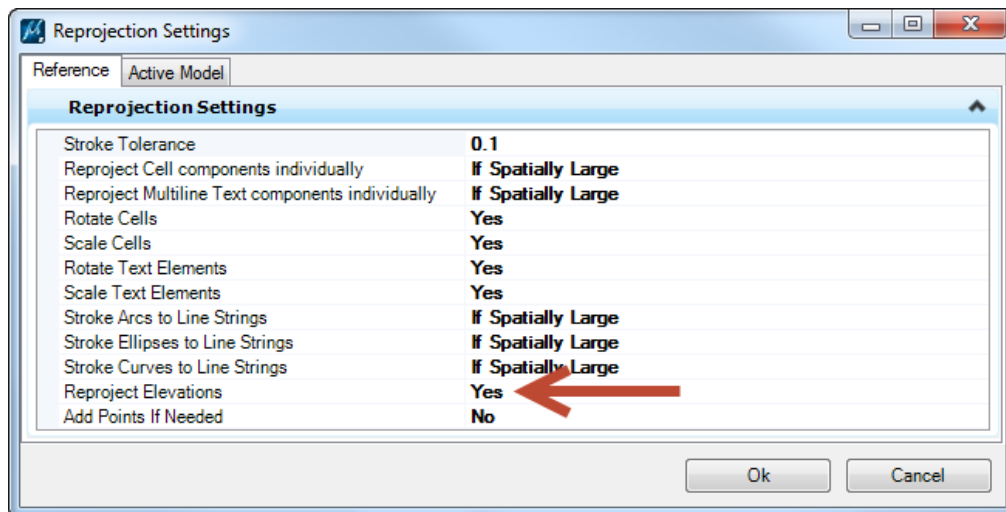 Reprojection Settings
Reference Active Model
Reprojection Settings
Stroke Tolerance 0.1
Reproject Cell components individually If Spatially Large
Reproject Multiline Text components individually If Spatially Large
Rotate Cells Yes
Scale Cells Yes
Rotate Text Elements Yes
Scale Text Elements Yes
Stroke Arcs to Line Strings If Spatially Large
Stroke Ellipses to Line Strings If Spatially Large
Stroke Curves to Line Strings If Spatially Large
Reproject Elevations Yes
Add Points If Needed No
Ok Cancel